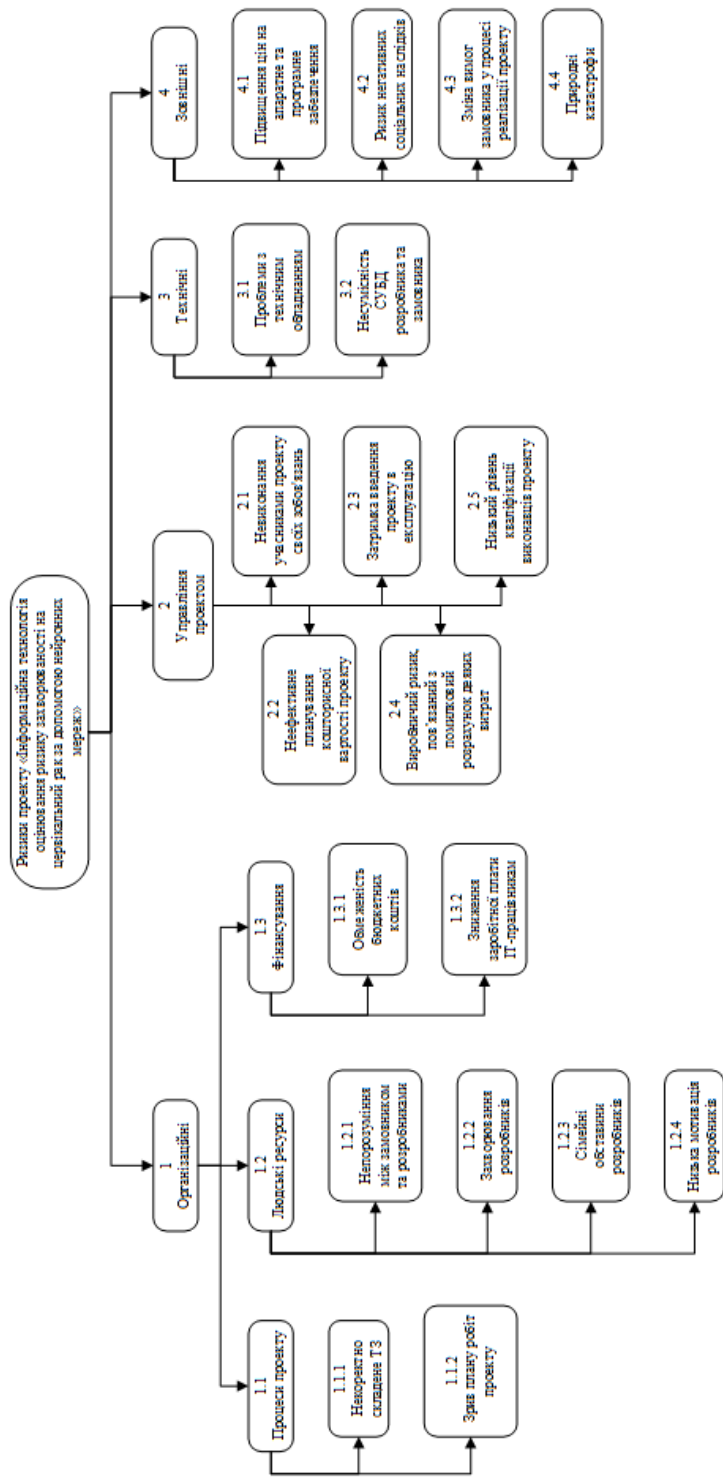 Ризики проекту «Інформаційна технологія
оцінювання ризику захворюваності на
цервікальний рак за допомогою нейронних
мереж»
1
Організаційні
2
Управління
проектом
3
Технічні
4
Зовнішні
1.1
Процеси проекту
1.2
Людські ресурси
1.3
Фінансування
1.1.1
Некоректно
складене ТЗ
1.1.2
Зрив плану робіт
проекту
1.2.1
Непорозуміння
між замовником
та розробниками
1.2.2
Захворювання
розробників
1.2.3
Сімейні
обставини
розробників
1.2.4
Низька мотивація
розробників
1.3.1
Обмеженість
бюджетних
коштів
1.3.2
Зниження
заробітної плати
ІТ-працівникам
2.1
Невиконання
учасниками проекту
своїх зобов'язань
2.2
Неефективне
планування
кошторисної
вартості проекту
2.3
Затримка введення
проекту в
експлуатацію
2.4
Виробничий ризик,
пов'язаний з
помилковий
розрахунок деяких
витрат
2.5
Низький рівень
кваліфікації
виконавців проекту
3.1
Проблеми з
технічним
обладнанням
3.2
Несумісність
СУБД
розробника та
замовника
4.1
Підвищення цін на
апаратне та
програмне
забезпечення
4.2
Ризик негативних
соціальних наслідків
4.3
Зміна вимог
замовника у процесі
реалізації проекту
4.4
Природні
катастрофи